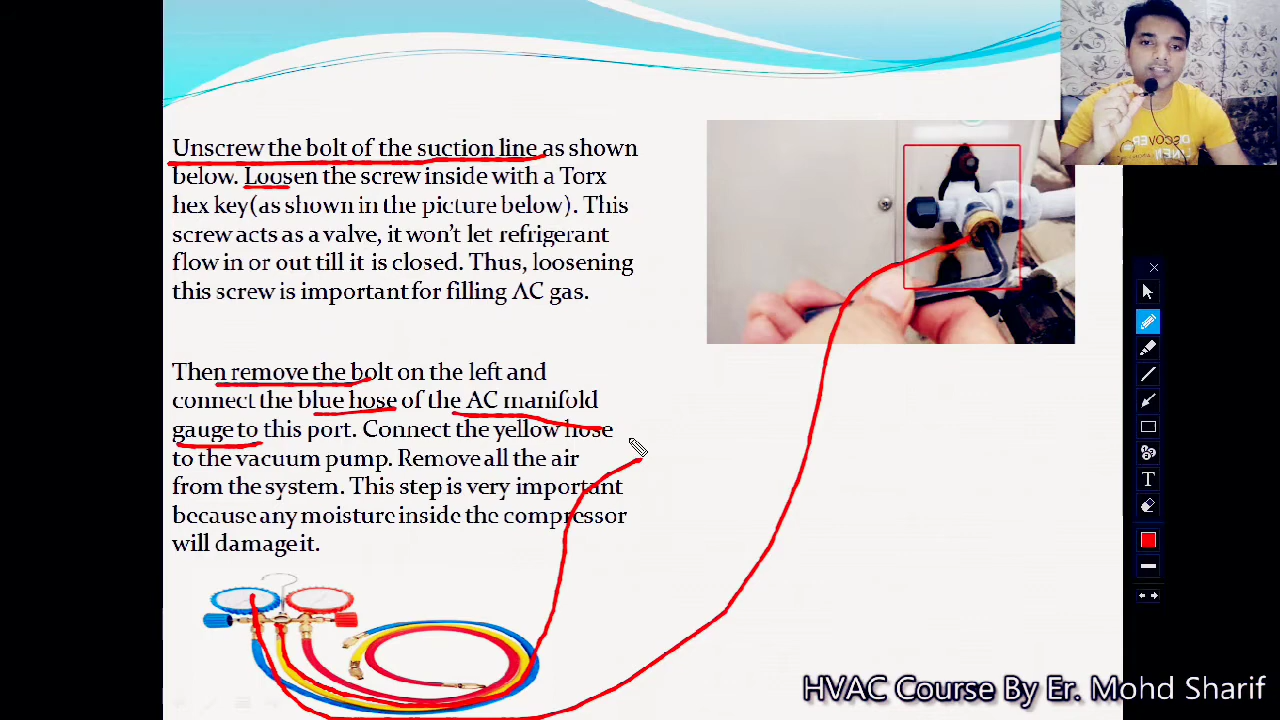 Unscrew the bolt of the suction line as shown
below. Loosen the screw inside with a Torx
hex key(as shown in the picture below). This
screw acts as a valve, it won't let refrigerant
flow in or out till it is closed. Thus, loosening
this screw is important for filling AC gas.
Then remove the bolt on the left and
connect the blue hose of the AC manifold
gauge to this port. Connect the yellow hose
to the vacuum pump. Remove all the air
from the system. This step is very important
because any moisture inside the compressor
will damage it.
T
HVAC Course By Er. Mohd Sharif